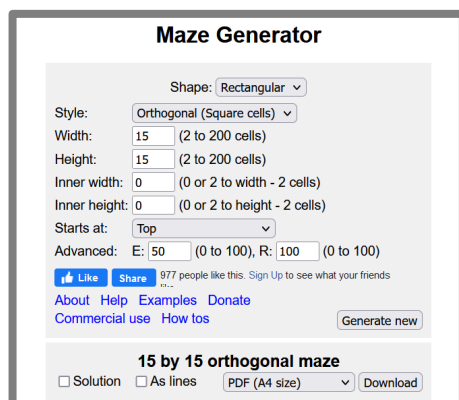 Maze Generator
Shape: Rectangular
Style: Orthogonal (Square cells)
Width: 15 (2 to 200 cells)
Height: 15 (2 to 200 cells)
Inner width: 0 (0 or 2 to width - 2 cells)
Inner height: 0 (0 or 2 to height - 2 cells)
Starts at: Top
Advanced: E: 50 (0 to 100), R: 100 (0 to 100)
Like Share 977 people like this. Sign Up to see what your friends
About Help Examples Donate
Commercial use How tos Generate new
15 by 15 orthogonal maze
Solution As lines PDF (A4 size) Download